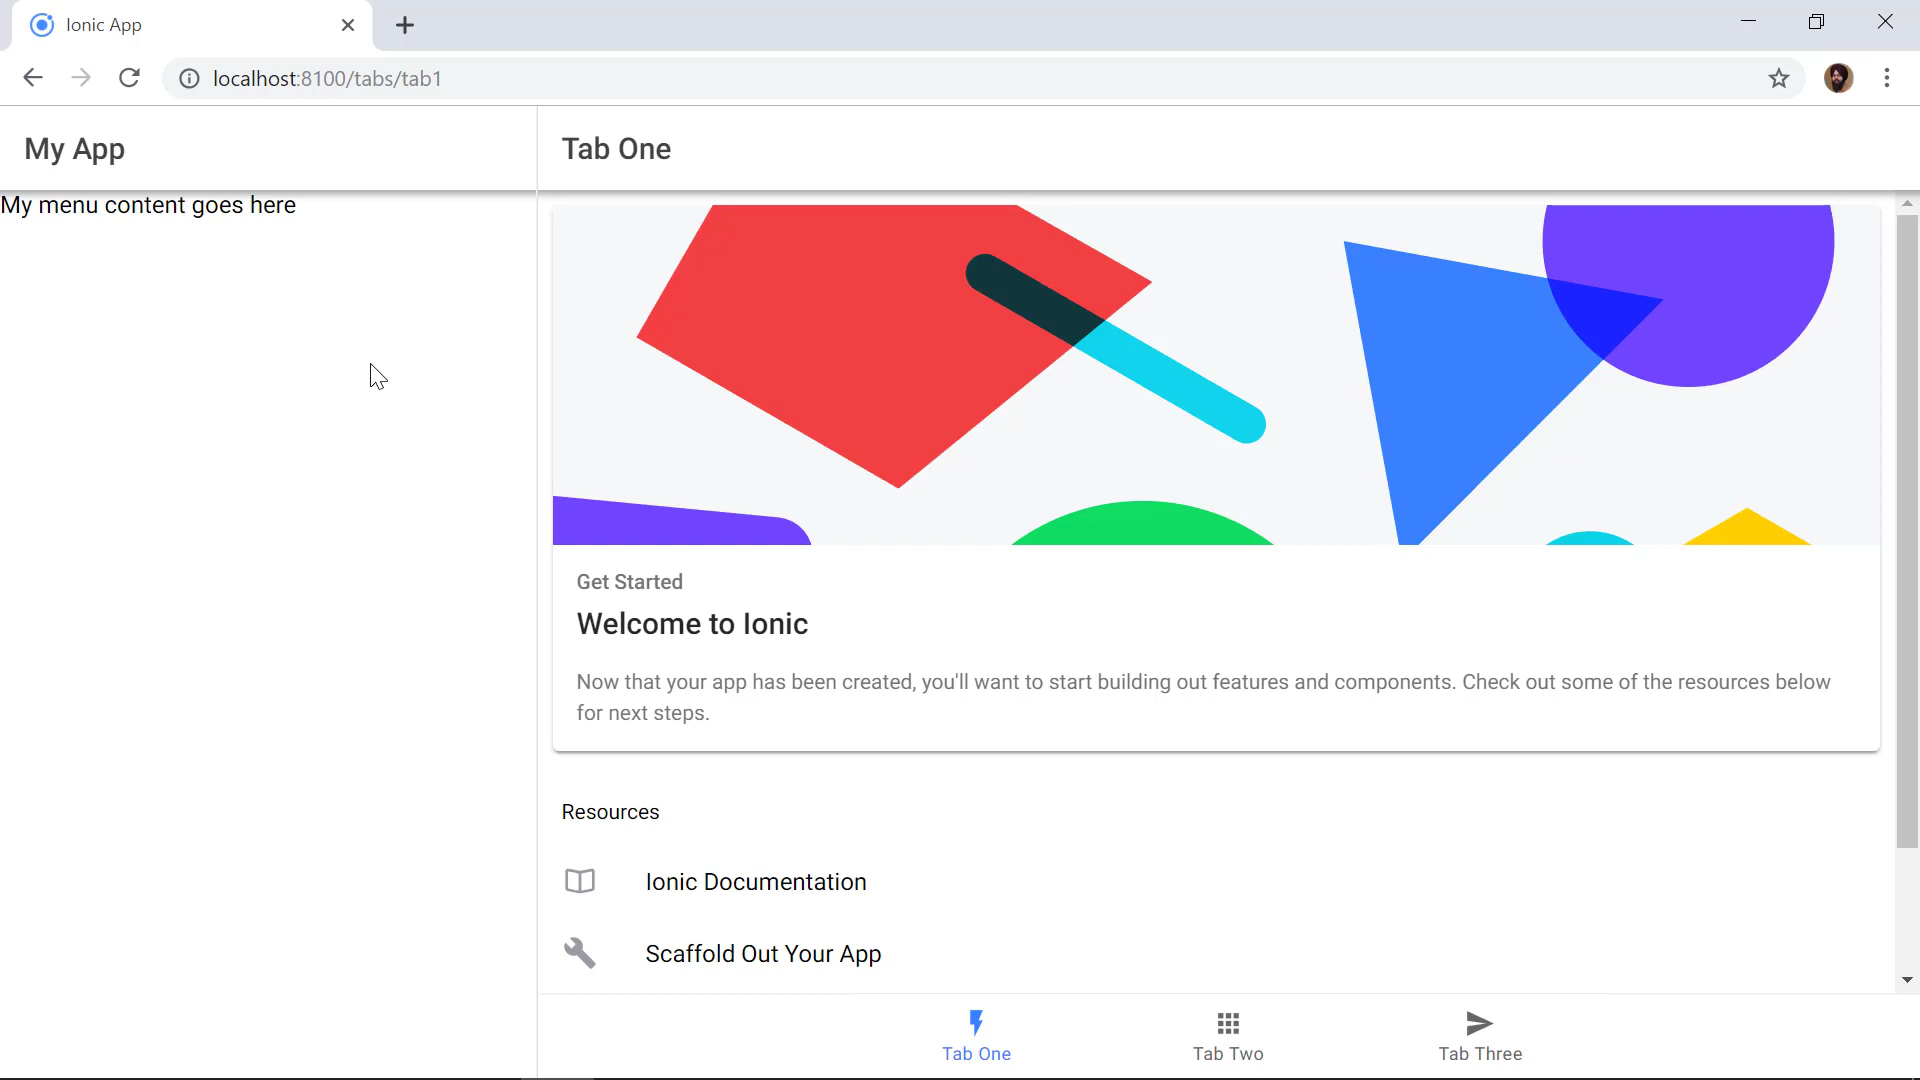 Ionic App
localhost:8100/tabs/tab1
My App
Tab One
My menu content goes here
Get Started
Welcome to Ionic
Now that your app has been created, you'll want to start building out features and components. Check out some of the resources below
for next steps.
Resources
Ionic Documentation
Scaffold Out Your App
Tab One
Tab Two
Tab Three